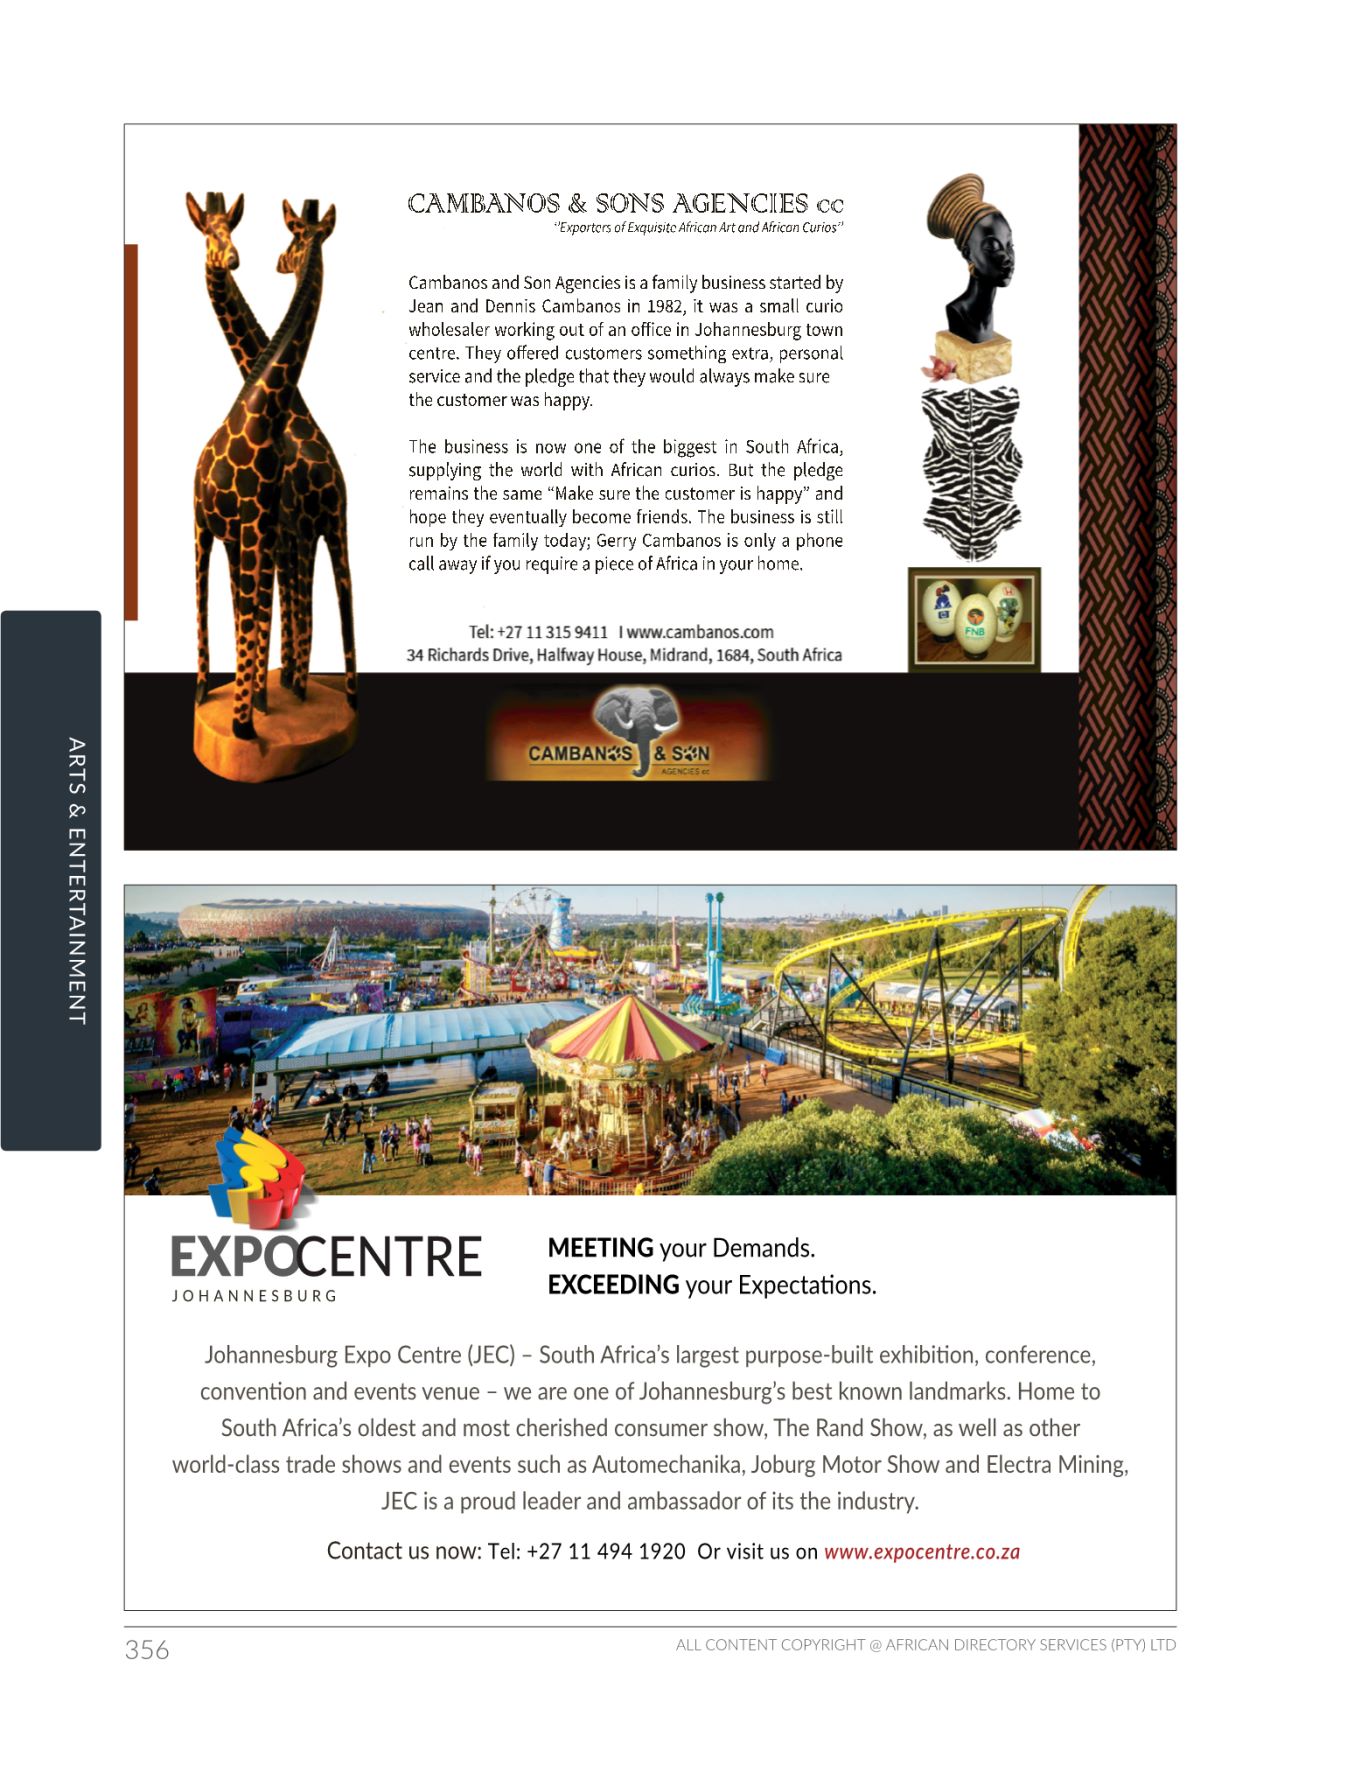 CAMBANOS & SONS AGENCIES cc
"Exporters of Exquisite African Art and African Curios"
Cambanos and Son Agencies is a family business started by
Jean and Dennis Cambanos in 1982, it was a small curio
wholesaler working out of an office in Johannesburg town
centre. They offered customers something extra, personal
service and the pledge that they would always make sure
the customer was happy.
The business is now one of the biggest in South Africa,
supplying the world with African curios. But the pledge
remains the same “Make sure the customer is happy” and
hope they eventually become friends. The business is still
run by the family today; Gerry Cambanos is only a phone
call away if you require a piece of Africa in your home.
Tel: +27 11 315 9411 I www.cambanos.com
34 Richards Drive, Halfway House, Midrand, 1684, South Africa
FNB
CAMBANOS & SON
AGENCIES cc
ARTS & ENTERTAINMENT
EXPOCENTRE
JOHANNESBURG
MEETING your Demands.
EXCEEDING your Expectations.
Johannesburg Expo Centre (JEC) – South Africa’s largest purpose-built exhibition, conference,
convention and events venue – we are one of Johannesburg’s best known landmarks. Home to
South Africa’s oldest and most cherished consumer show, The Rand Show, as well as other
world-class trade shows and events such as Automechanika, Joburg Motor Show and Electra Mining,
JEC is a proud leader and ambassador of its the industry.
Contact us now: Tel: +27 11 494 1920 Or visit us on www.expocentre.co.za
356
ALL CONTENT COPYRIGHT @ AFRICAN DIRECTORY SERVICES (PTY) LTD